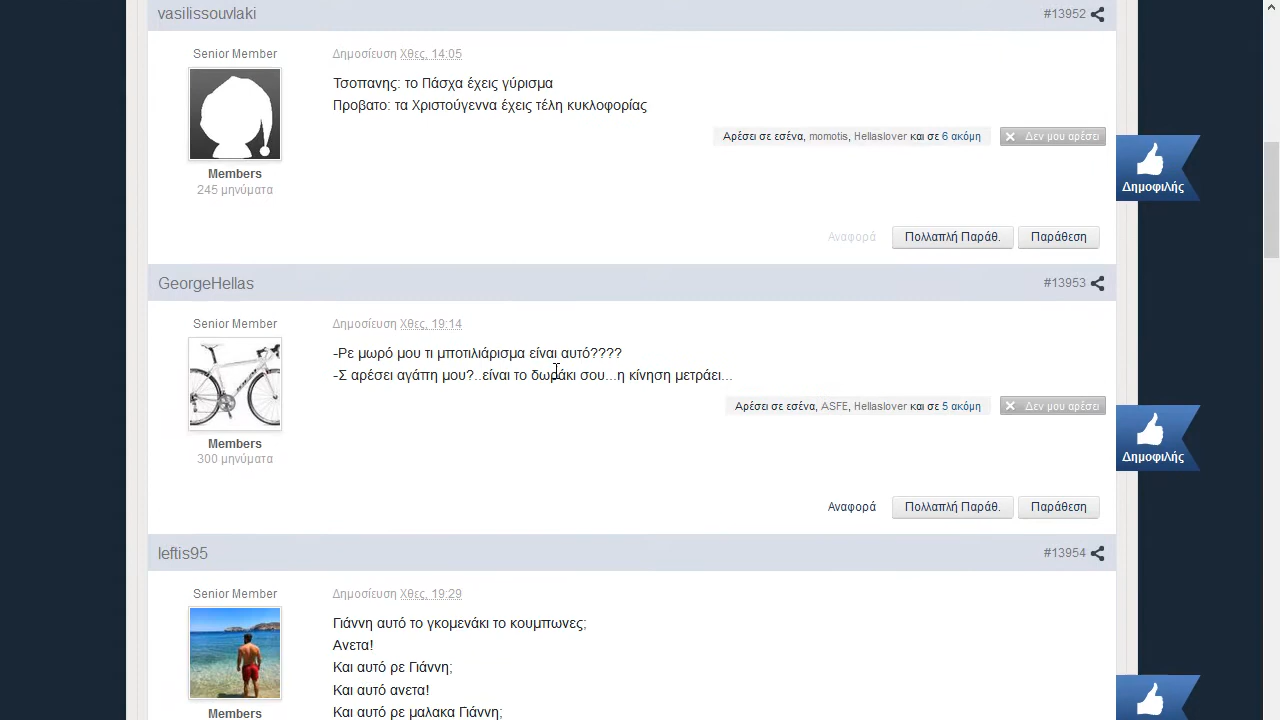 vasilissouvlaki
#13952
Senior Member
Δημοσίευση Χθες, 14:05
Τσοπανης: το Πάσχα έχεις γύρισμα
Προβατο: τα Χριστούγεννα έχεις τέλη κυκλοφορίας
Αρέσει σε εσένα, momotis, Hellaslover και σε 6 ακόμη
Δεν μου αρέσει
Δημοφιλής
Members
245 μηνύματα
Αναφορά
Πολλαπλή Παράθ.
Παράθεση
GeorgeHellas
#13953
Senior Member
Δημοσίευση Χθες, 19:14
-Ρε μωρό μου τι μποτιλιάρισμα είναι αυτό????
-Σ αρέσει αγάπη μου?..είναι το δωράκι σου...η κίνηση μετράει...
Αρέσει σε εσένα, ASFE, Hellaslover και σε 5 ακόμη
Δεν μου αρέσει
Δημοφιλής
Members
300 μηνύματα
Αναφορά
Πολλαπλή Παράθ.
Παράθεση
leftis95
#13954
Senior Member
Δημοσίευση Χθες, 19:29
Γιάννη αυτό το γκομενάκι το κουμπωνες;
Ανετα!
Και αυτό ρε Γιάννη;
Και αυτό ανετα!
Και αυτό ρε μαλακα Γιάννη;
Members